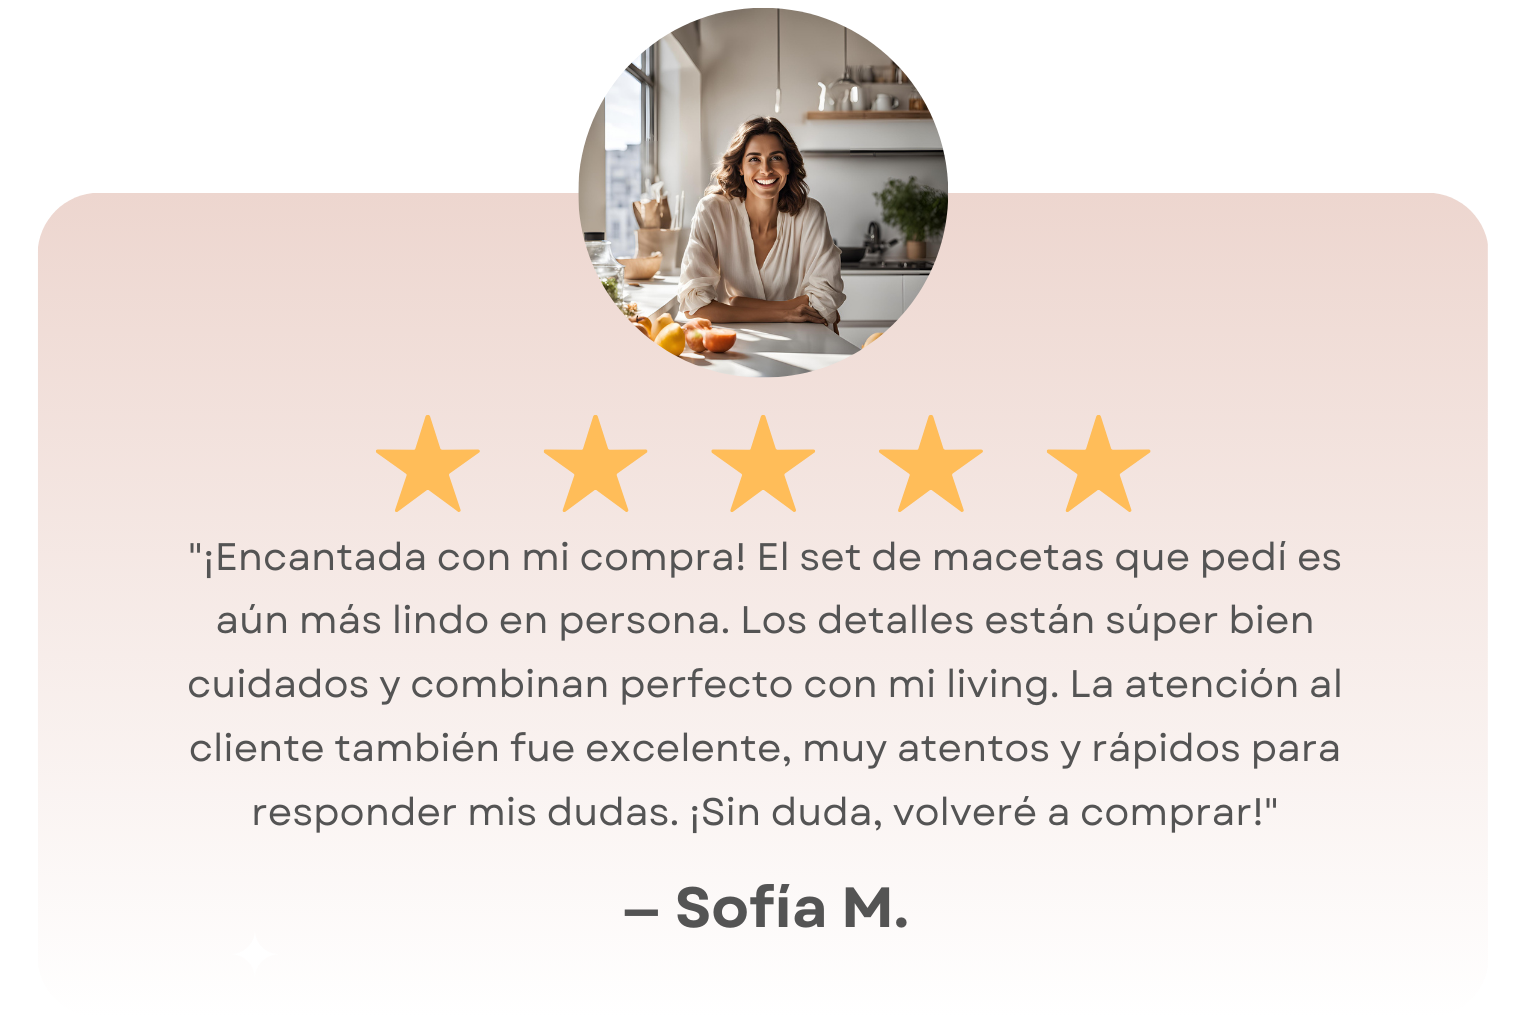 "¡Encantada con mi compra! El set de macetas que pedí es
aún más lindo en persona. Los detalles están súper bien
cuidados y combinan perfecto con mi living. La atención al
cliente también fue excelente, muy atentos y rápidos para
responder mis dudas. ¡Sin duda, volveré a comprar!"
– Sofía M.